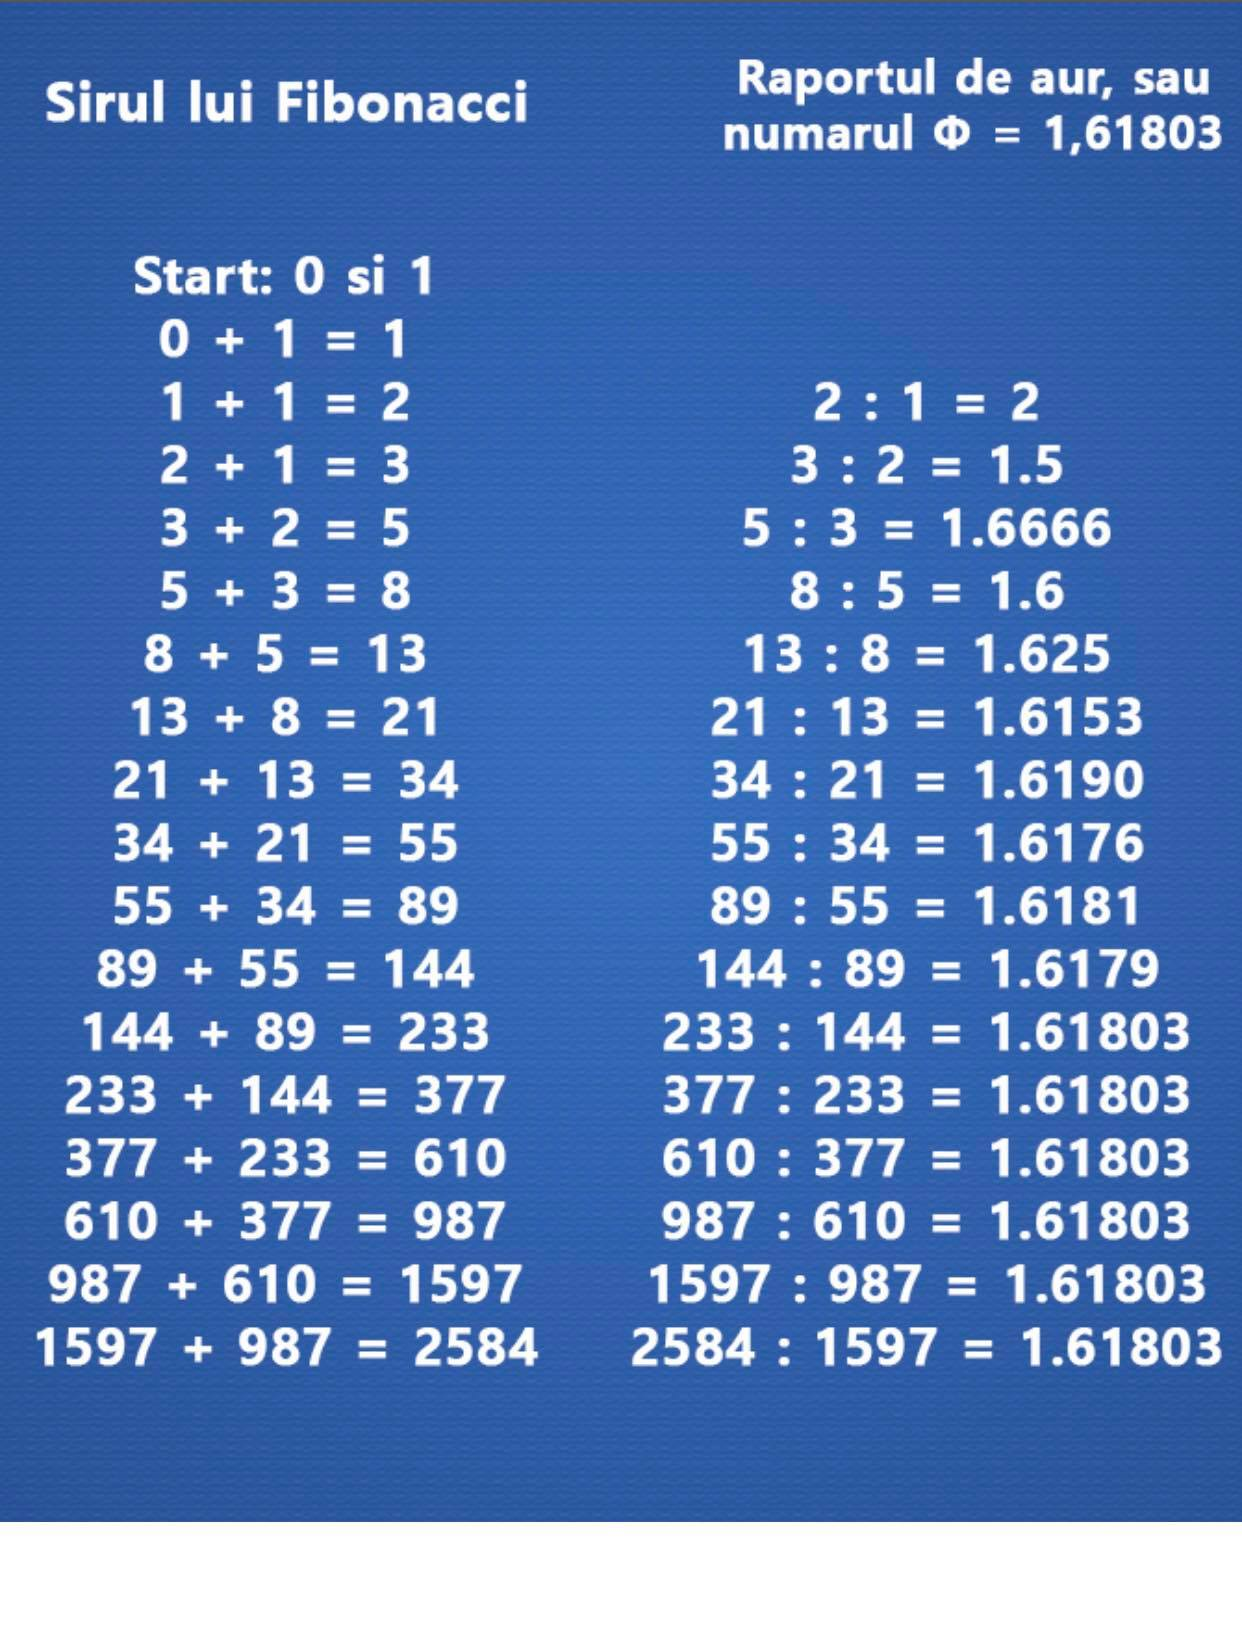 Sirul lui Fibonacci
Raportul de aur, sau
numarul Φ = 1,61803
Start: 0 si 1
0 + 1 = 1
1 + 1 = 2
2 + 1 = 3
3 + 2 = 5
5 + 3 = 8
8 + 5 = 13
13 + 8 = 21
21 + 13 = 34
34 + 21 = 55
55 + 34 = 89
89 + 55 = 144
144 + 89 = 233
233 + 144 = 377
377 + 233 = 610
610 + 377 = 987
987 + 610 = 1597
1597 + 987 = 2584
2 : 1 = 2
3 : 2 = 1.5
5 : 3 = 1.6666
8 : 5 = 1.6
13 : 8 = 1.625
21 : 13 = 1.6153
34 : 21 = 1.6190
55 : 34 = 1.6176
89 : 55 = 1.6181
144 : 89 = 1.6179
233 : 144 = 1.61803
377 : 233 = 1.61803
610 : 377 = 1.61803
987 : 610 = 1.61803
1597 : 987 = 1.61803
2584 : 1597 = 1.61803